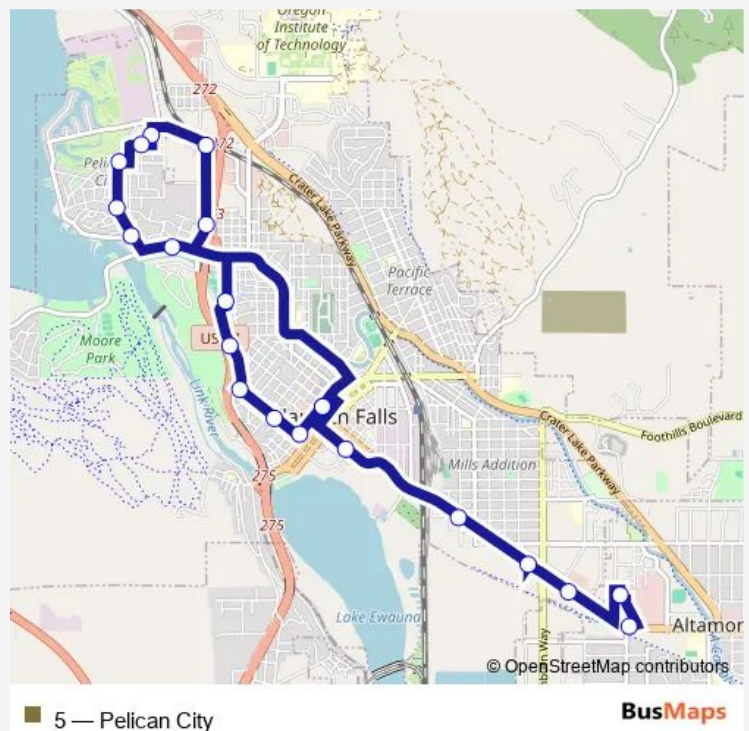 Oregon
Institute
of Technology
272
272
Crater Lake Parkway
Pacific
Terrace
US
Moore
Park
Link River
Falls
Crater Lake Parkway
Foothills Boulevard
Mills Addition
275
275
Lake Ewauna
Altamor
© OpenStreetMap contributors
5 — Pelican City
BusMaps